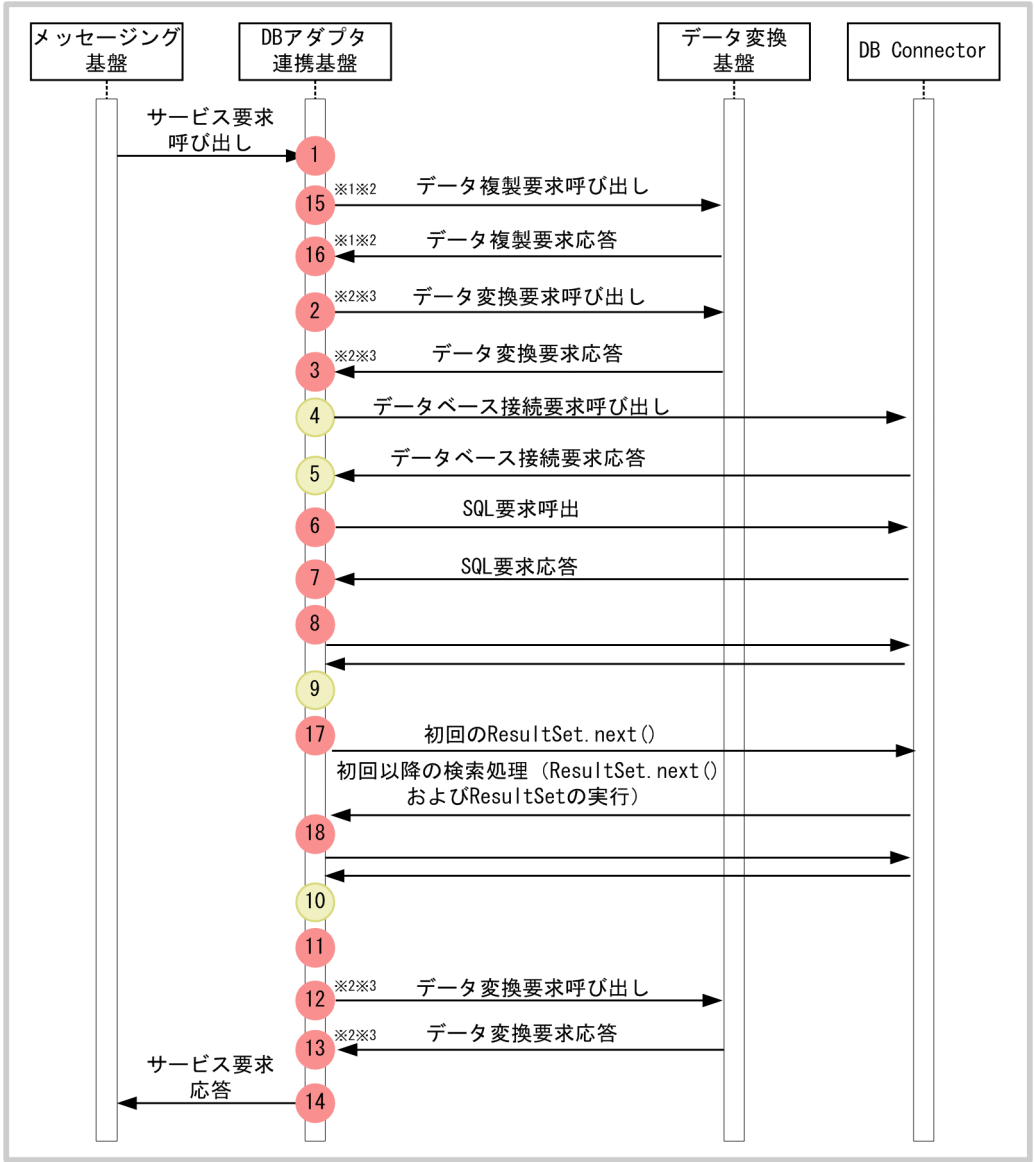 メッセージング
基盤
DBアダプタ
連携基盤
データ変換
基盤
DB Connector
サービス要求
呼び出し
1
15
※1※2
データ複製要求呼び出し
16
※1※2
データ複製要求応答
2
※2※3
データ変換要求呼び出し
3
※2※3
データ変換要求応答
4
データベース接続要求呼び出し
5
データベース接続要求応答
6
SQL要求呼出
7
SQL要求応答
8
9
17
初回のResultSet.next()
初回以降の検索処理（ResultSet.next()
およびResultSetの実行）
18
10
11
12
※2※3
データ変換要求呼び出し
13
※2※3
データ変換要求応答
サービス要求
応答
14